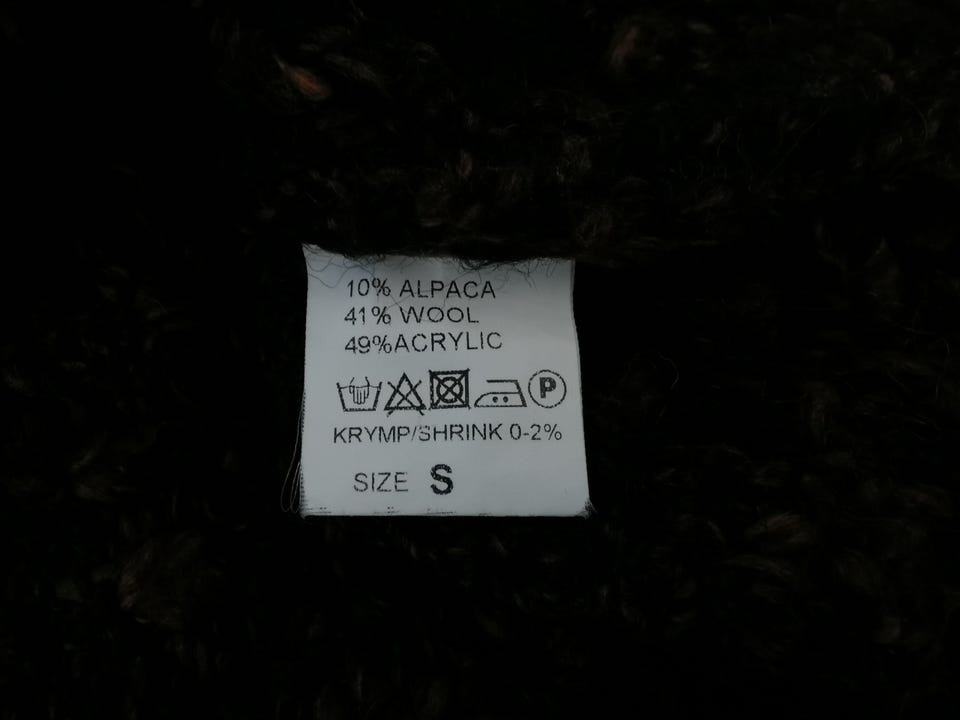 10% ALPACA
41% WOOL
49%ACRYLIC
P
KRYMP/SHRINK 0-2%
SIZE S